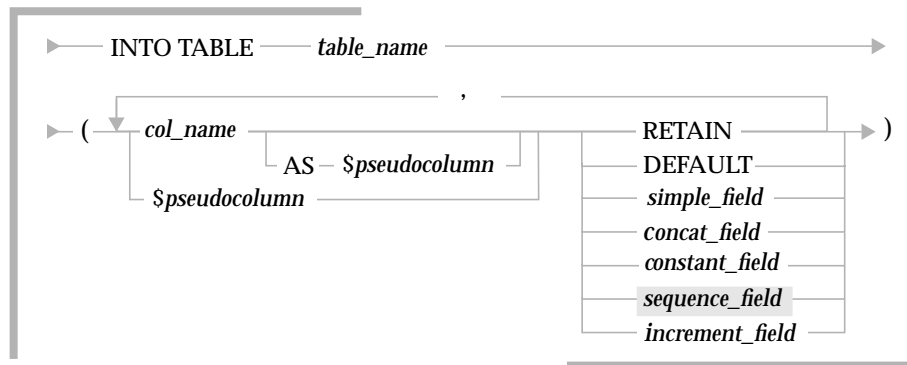 INTO TABLE table_name
,
( col_name RETAIN )
AS $pseudocolumn DEFAULT
$pseudocolumn simple_field
concat_field
constant_field
sequence_field
increment_field